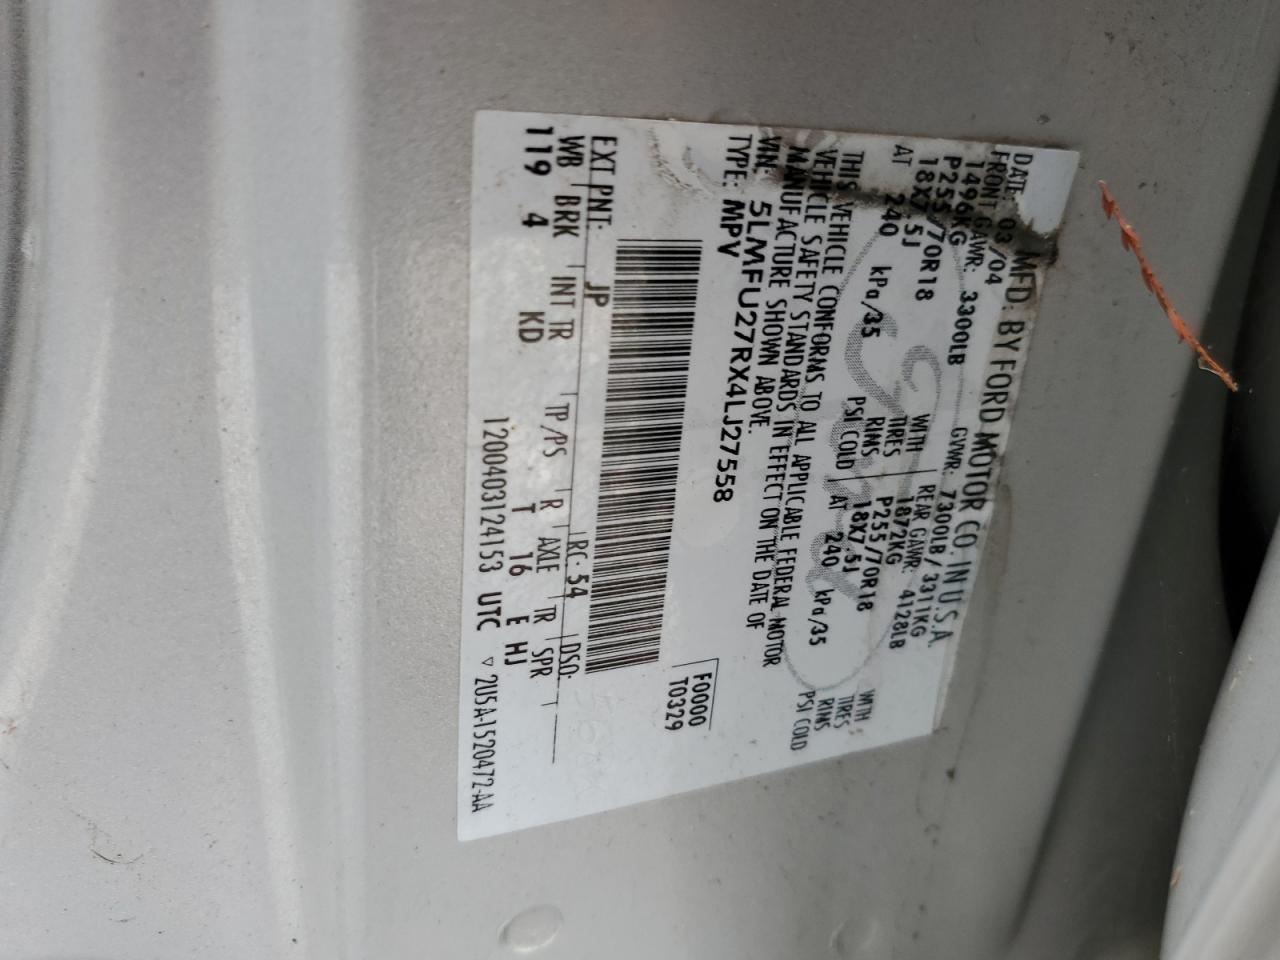 MFD. BY FORD MOTOR CO. IN U.S.A.
DATE: 03/04 GVWR: 7300LB/3311KG
FRONT GAWR: 3300LB REAR GAWR: 4128LB
1496KG WITH 1872KG WITH
P255/70R18 TIRES P255/70R18 TIRES
18X7.5J RIMS 18X7.5J RIMS
AT 240 kPa/35 PSI COLD AT 240 kPa/35 PSI COLD
THIS VEHICLE CONFORMS TO ALL APPLICABLE FEDERAL MOTOR
VEHICLE SAFETY STANDARDS IN EFFECT ON THE DATE OF
MANUFACTURE SHOWN ABOVE.
VIN: 5LMFU27RX4LJ27558
TYPE: MPV
F0000
T0329
EXT PNT: JP RC: 54 DSO:
WB BRK INT TR TP/PS R AXLE TR SPR
119 4 KD T 16 E HJ
1200403124153 UTC ▽ 2U5A-1520472-AA